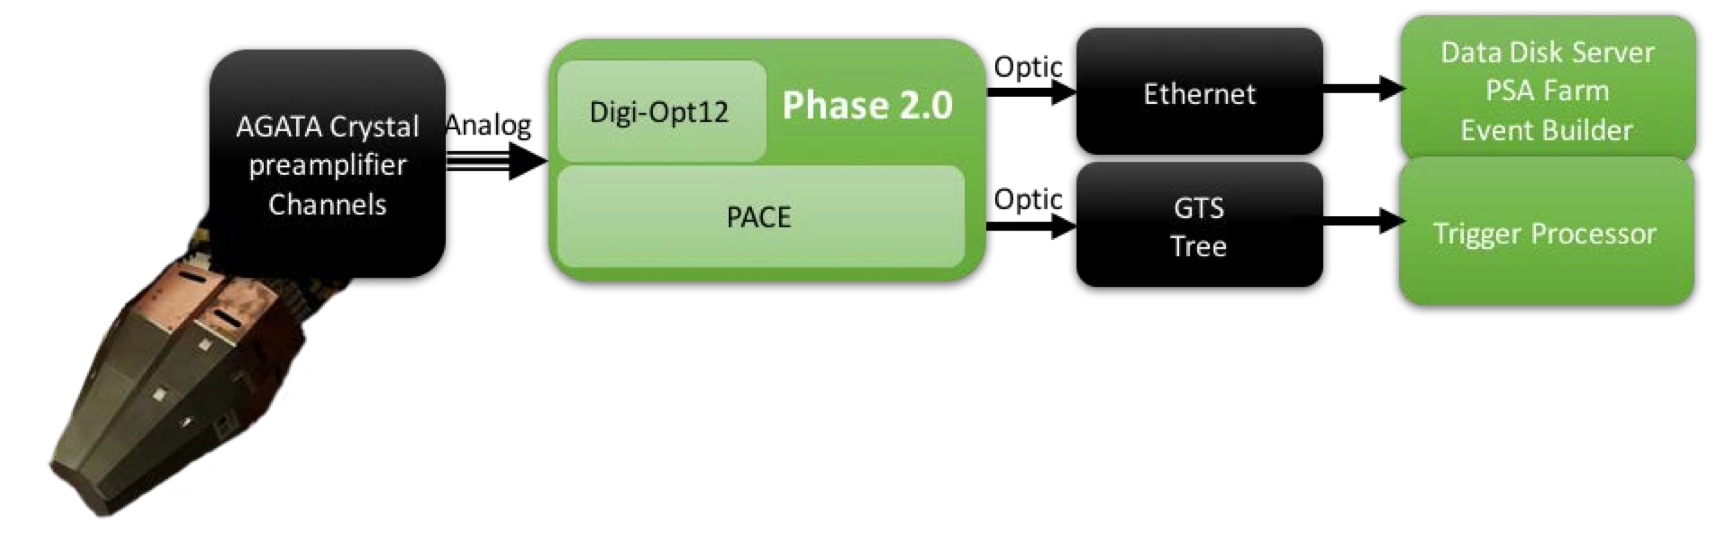 AGATA Crystal
preamplifier
Channels
Analog
Digi-Opt12
Phase 2.0
PACE
Optic
Ethernet
Data Disk Server
PSA Farm
Event Builder
Optic
GTS
Tree
Trigger Processor